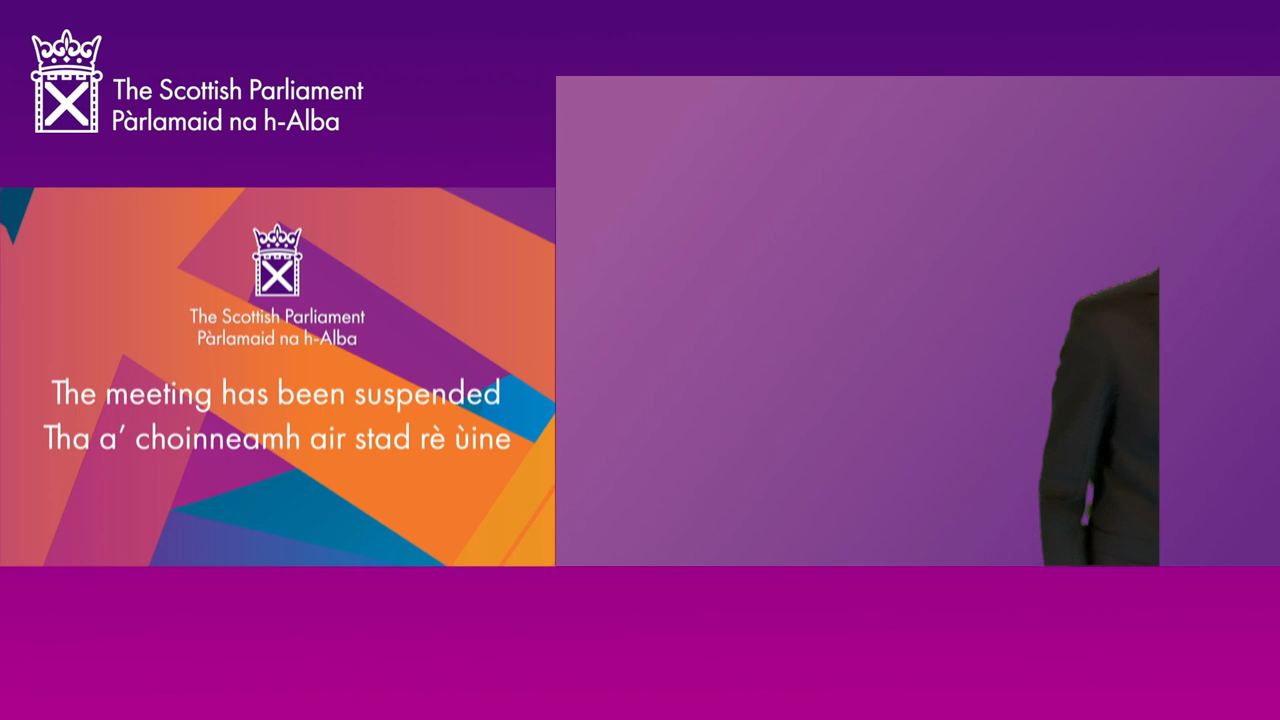 The Scottish Parliament
Pàrlamaid na h-Alba
The Scottish Parliament
Pàrlamaid na h-Alba
The meeting has been suspended
Tha a’ choinneamh air stad rè ùine